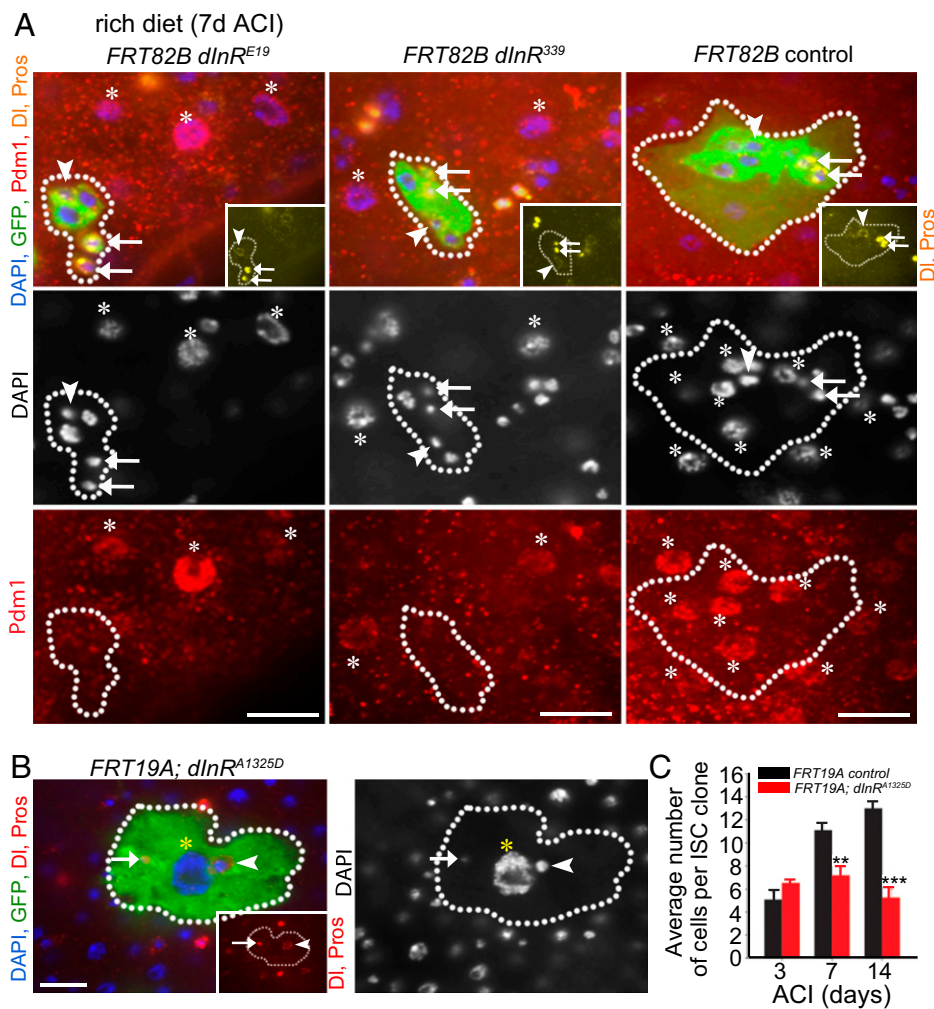 A
rich diet (7d ACI)
FRT82B dInR^E19
FRT82B dInR^339
FRT82B control
DAPI, GFP, Pdm1, Dl, Pros
* * *
* *
Dl, Pros
DAPI
* * *
* *
* * * * * * * *
Pdm1
* * *
* *
* * * * * * * *
B
FRT19A; dInR^A1325D
DAPI, GFP, Dl, Pros
*
Dl, Pros
DAPI
*
C
FRT19A control
FRT19A; dInR^A1325D
Average number
of cells per ISC clone
16
14
12
10
8
6
4
2
0
**
***
3 7 14
ACI (days)